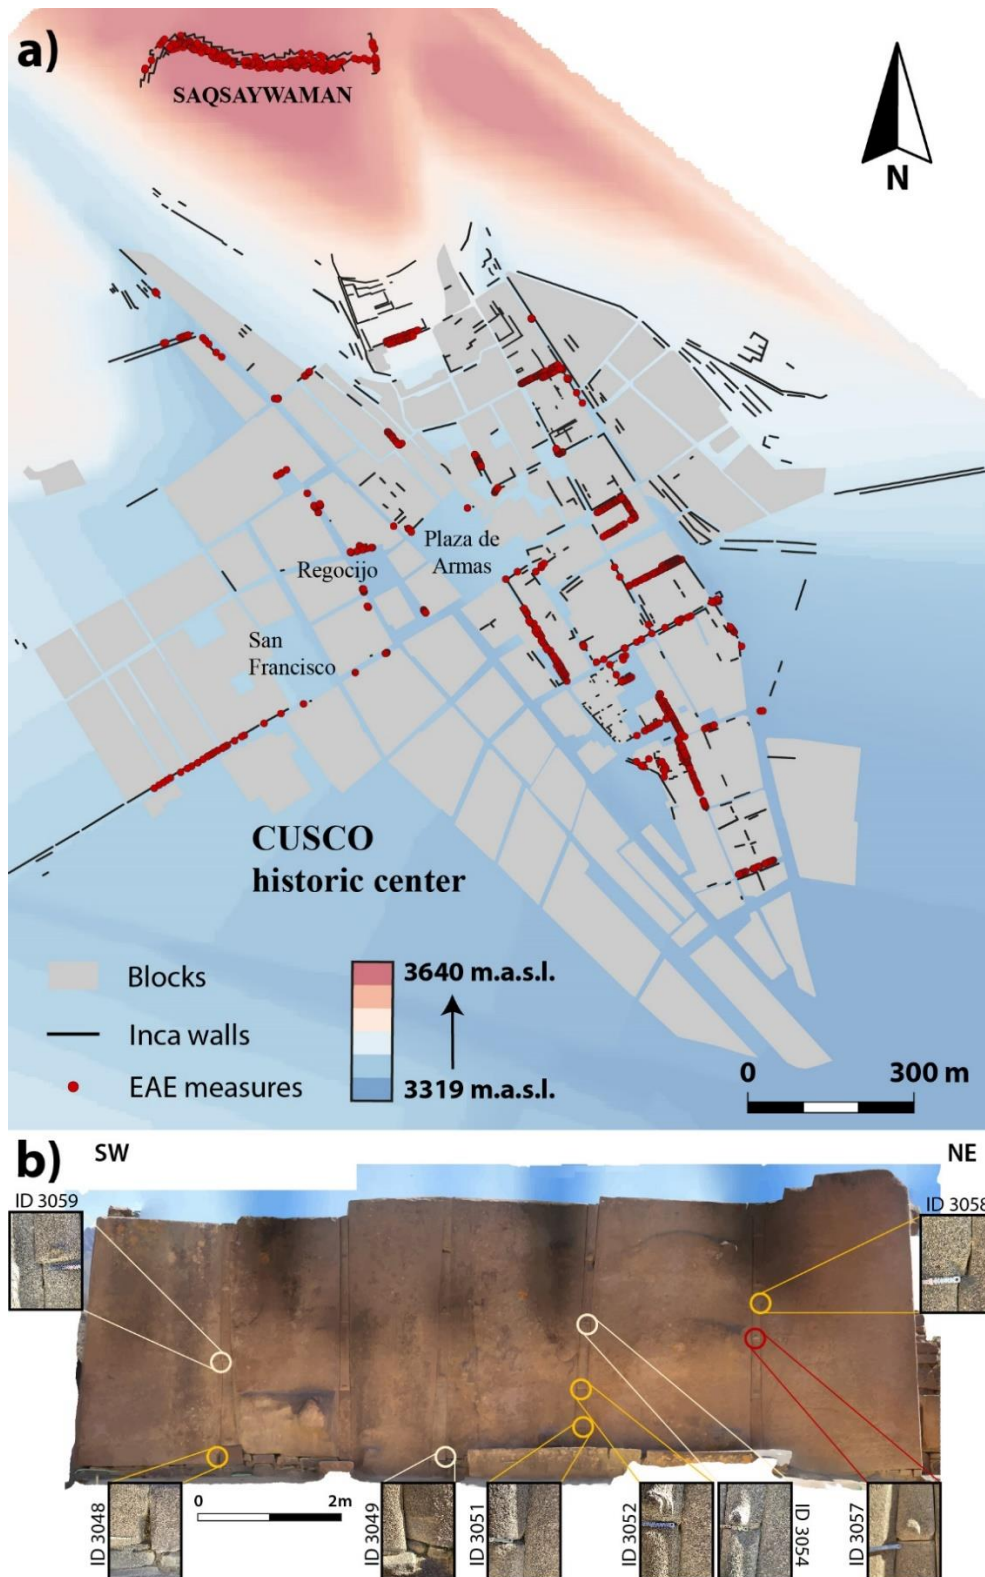 a)
SAQSAYWAMAN
N
Plaza de
Armas
Regocijo
San
Francisco
CUSCO
historic center
Blocks
Inca walls
EAE measures
3640 m.a.s.l.
3319 m.a.s.l.
0 300 m
b)
SW
NE
ID 3059
ID 3058
ID 3048
0 2m
ID 3049
ID 3051
ID 3052
ID 3054
ID 3057